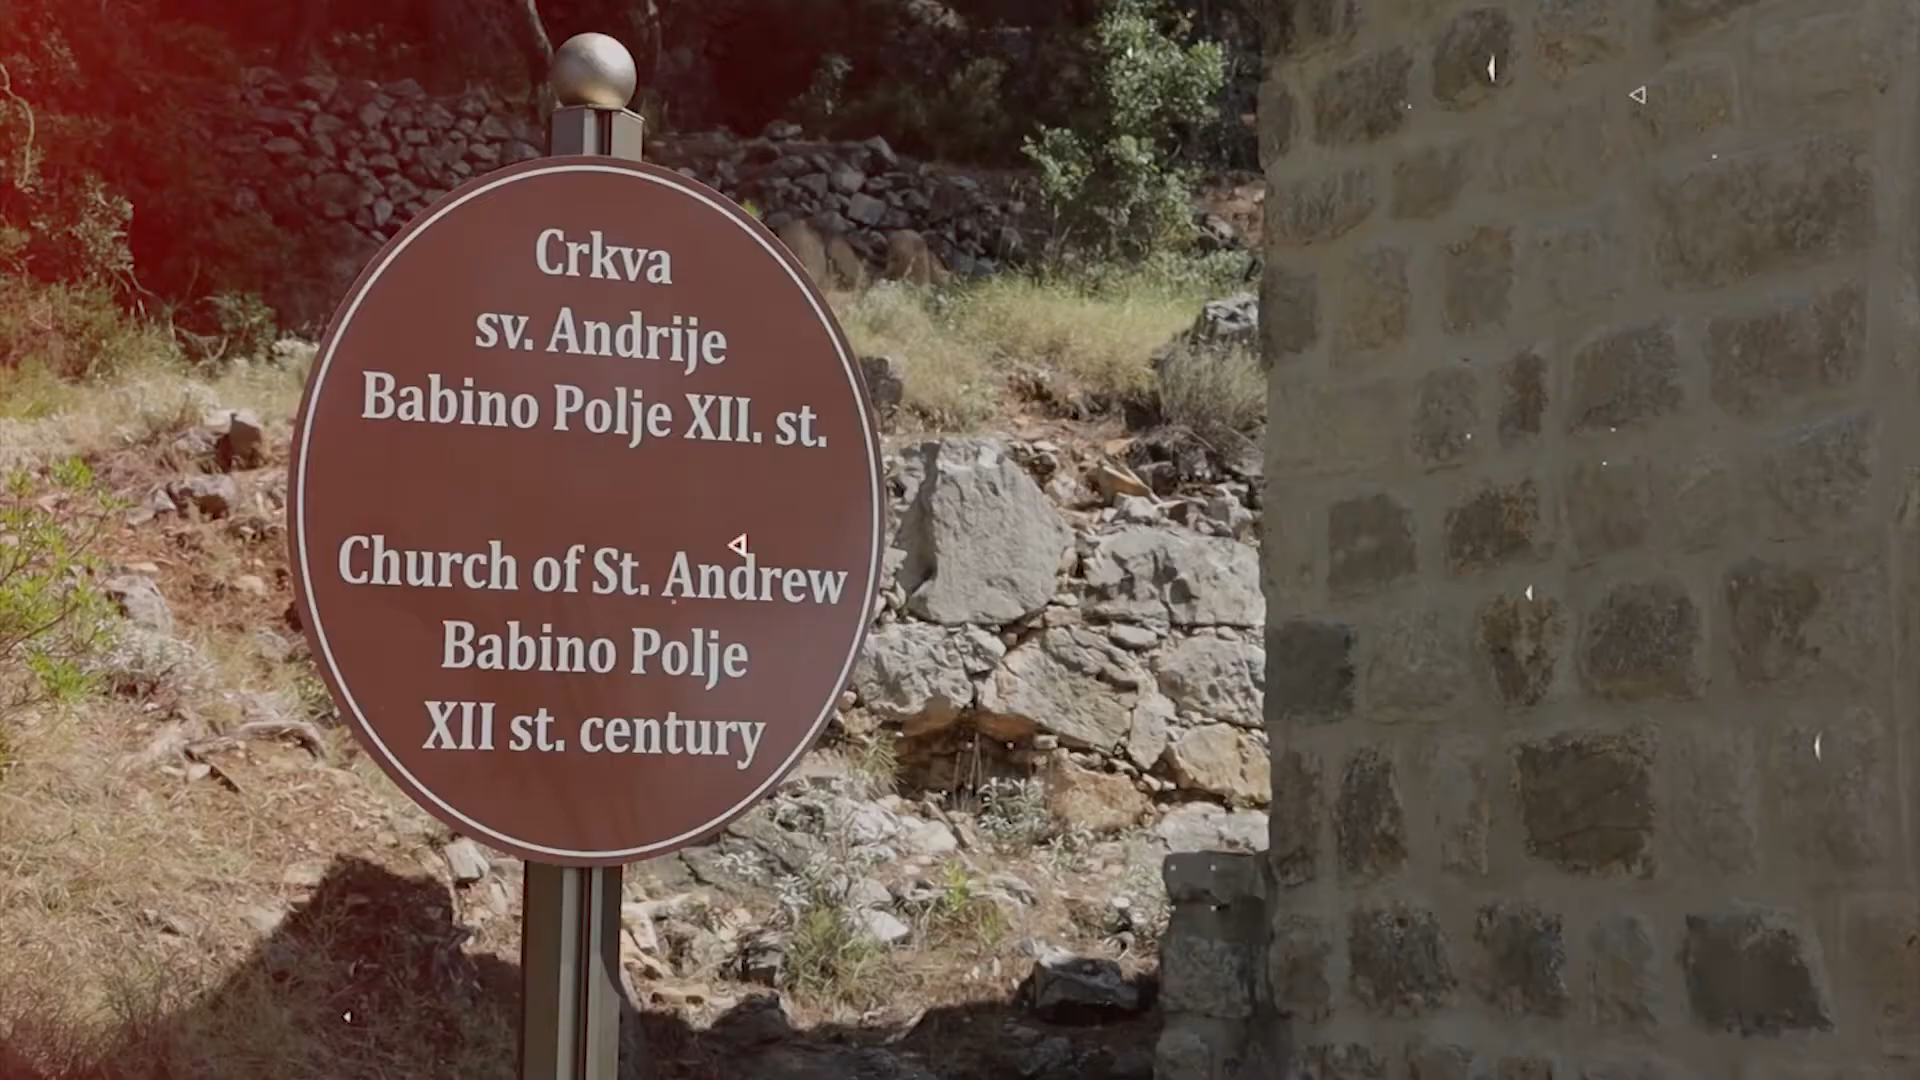 Crkva
sv. Andrije
Babino Polje XII. st.
Church of St. Andrew
Babino Polje
XII st. century